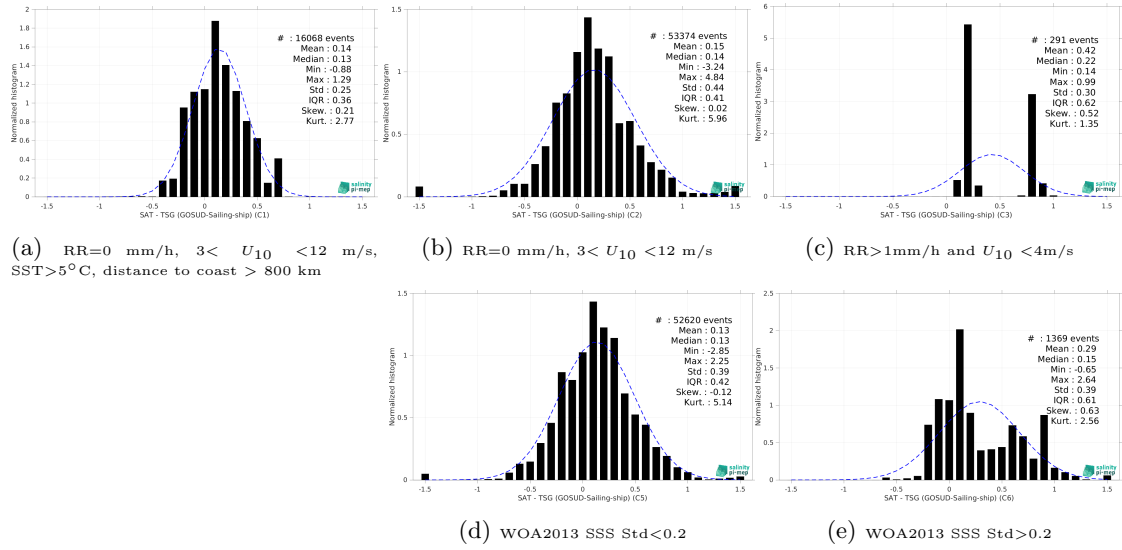 2
1.8
1.6
1.4
1.2
1
0.8
0.6
0.4
0.2
0
Normalized histogram
# : 16068 events
Mean : 0.14
Median : 0.13
Min : -0.88
Max : 1.29
Std : 0.25
IQR : 0.36
Skew. : 0.21
Kurt. : 2.77
salinity
pi-mep
-1.5 -1 -0.5 0 0.5 1 1.5
SAT - TSG (GOSUD-Sailing-ship) (C1)
(a) RR=0 mm/h, 3< U10 <12 m/s,
SST>5°C, distance to coast > 800 km
1.5
1
0.5
0
Normalized histogram
# : 53374 events
Mean : 0.15
Median : 0.14
Min : -3.24
Max : 4.84
Std : 0.44
IQR : 0.41
Skew. : 0.02
Kurt. : 5.96
salinity
pi-mep
-1.5 -1 -0.5 0 0.5 1 1.5
SAT - TSG (GOSUD-Sailing-ship) (C2)
(b) RR=0 mm/h, 3< U10 <12 m/s
6
5
4
3
2
1
0
Normalized histogram
# : 291 events
Mean : 0.42
Median : 0.22
Min : 0.14
Max : 0.99
Std : 0.30
IQR : 0.62
Skew. : 0.52
Kurt. : 1.35
salinity
pi-mep
-1.5 -1 -0.5 0 0.5 1 1.5
SAT - TSG (GOSUD-Sailing-ship) (C3)
(c) RR>1mm/h and U10 <4m/s
1.5
1
0.5
0
Normalized histogram
# : 52620 events
Mean : 0.13
Median : 0.13
Min : -2.85
Max : 2.25
Std : 0.39
IQR : 0.42
Skew. : -0.12
Kurt. : 5.14
salinity
pi-mep
-1.5 -1 -0.5 0 0.5 1 1.5
SAT - TSG (GOSUD-Sailing-ship) (C5)
(d) WOA2013 SSS Std<0.2
2.5
2
1.5
1
0.5
0
Normalized histogram
# : 1369 events
Mean : 0.29
Median : 0.15
Min : -0.65
Max : 2.64
Std : 0.39
IQR : 0.61
Skew. : 0.63
Kurt. : 2.56
salinity
pi-mep
-1.5 -1 -0.5 0 0.5 1 1.5
SAT - TSG (GOSUD-Sailing-ship) (C6)
(e) WOA2013 SSS Std>0.2